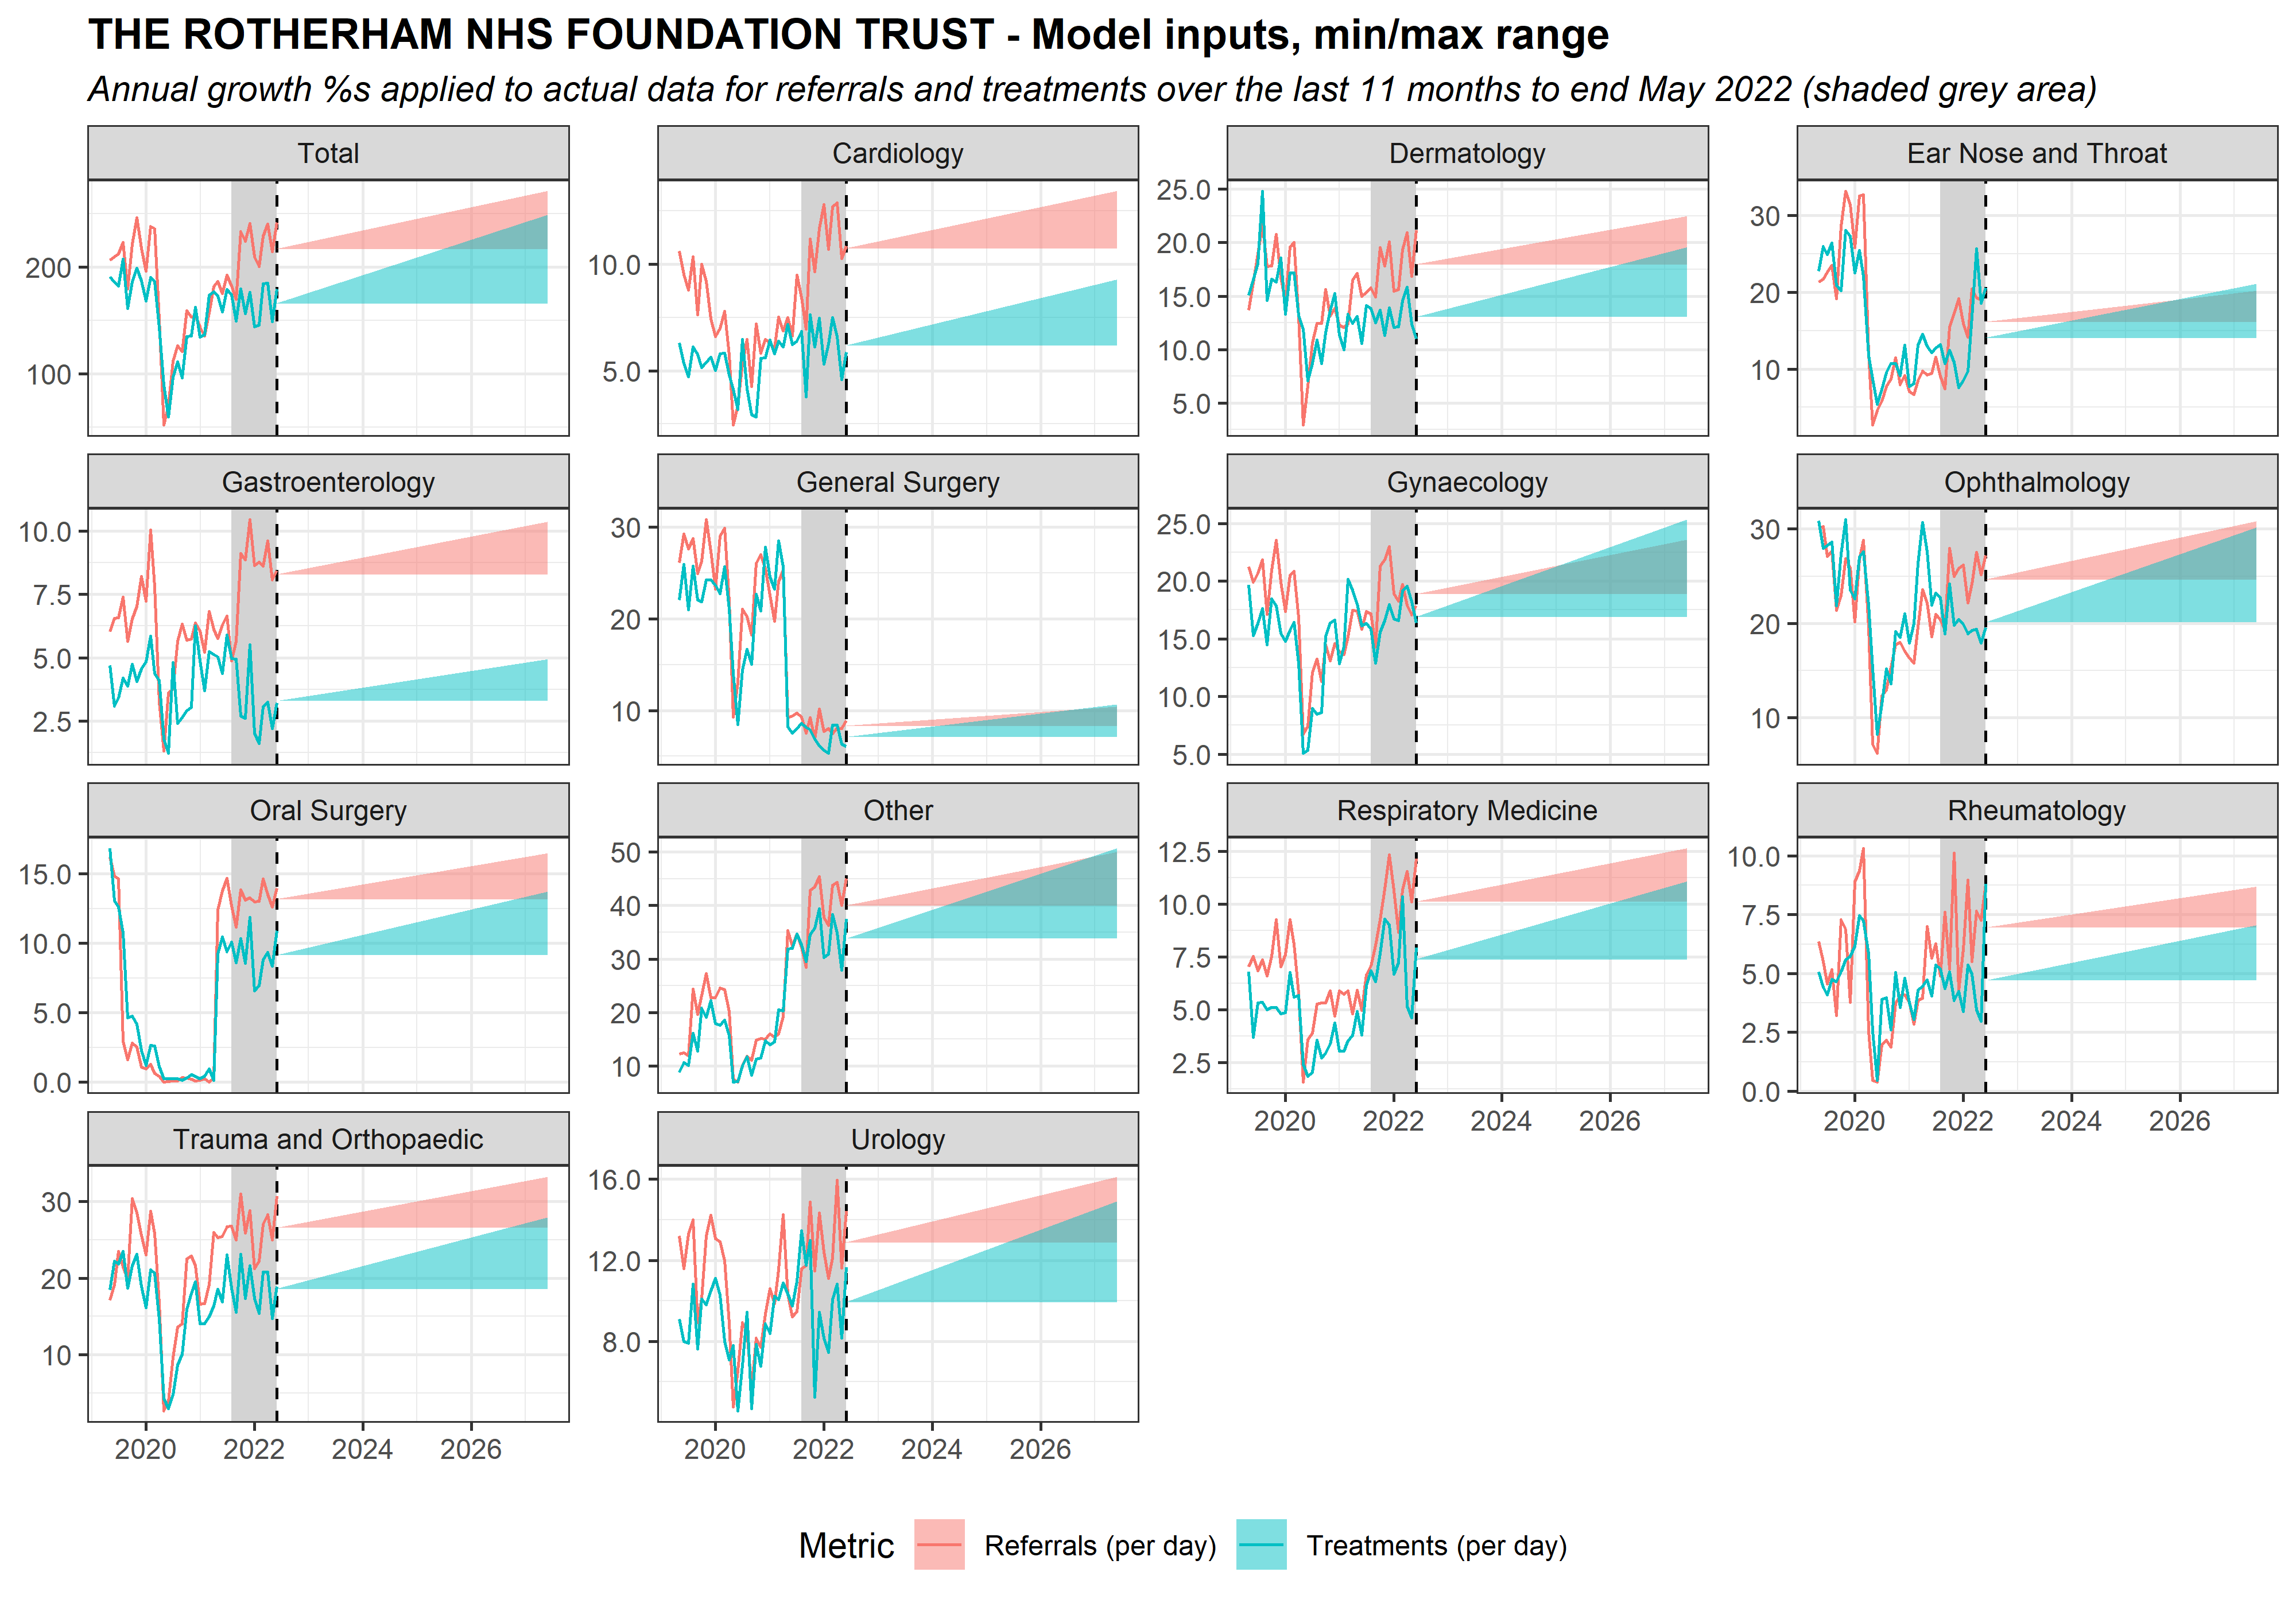 THE ROTHERHAM NHS FOUNDATION TRUST - Model inputs, min/max range
Annual growth %s applied to actual data for referrals and treatments over the last 11 months to end May 2022 (shaded grey area)
Total
Cardiology
Dermatology
Ear Nose and Throat
200
100
10.0
5.0
25.0
20.0
15.0
10.0
5.0
30
20
10
Gastroenterology
General Surgery
Gynaecology
Ophthalmology
10.0
7.5
5.0
2.5
30
20
10
25.0
20.0
15.0
10.0
5.0
30
20
10
Oral Surgery
Other
Respiratory Medicine
Rheumatology
15.0
10.0
5.0
0.0
50
40
30
20
10
12.5
10.0
7.5
5.0
2.5
10.0
7.5
5.0
2.5
0.0
2020 2022 2024 2026
2020 2022 2024 2026
Trauma and Orthopaedic
Urology
30
20
10
16.0
12.0
8.0
2020 2022 2024 2026
2020 2022 2024 2026
Metric Referrals (per day) Treatments (per day)